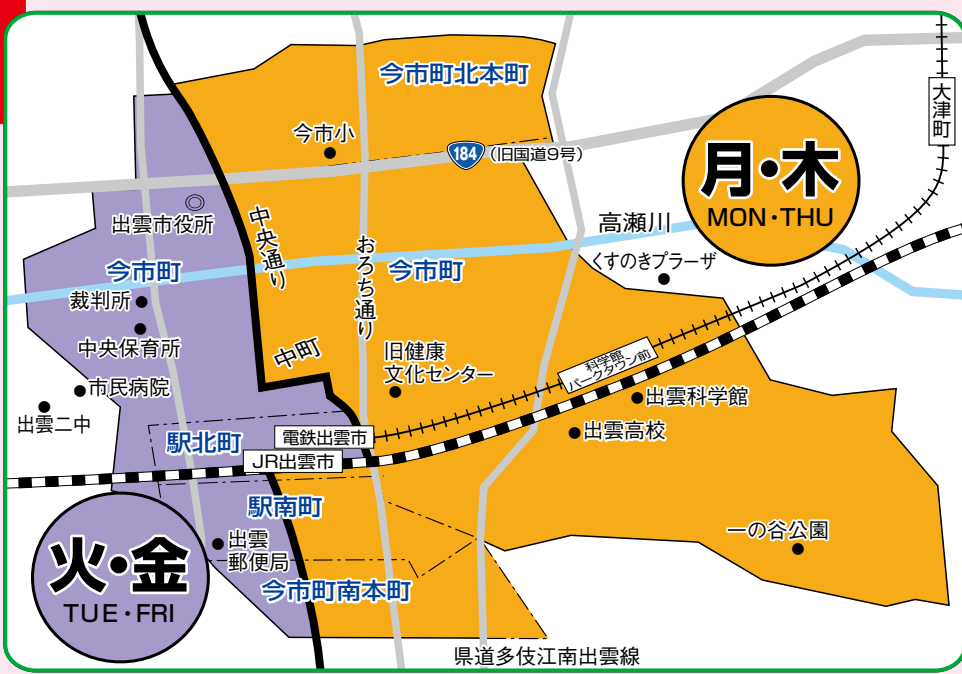 今市町北本町
大津町
今市小
184
(旧国道9号)
月・木
MON・THU
出雲市役所
中央通り
おろち通り
高瀬川
今市町
今市町
くすのきプラーザ
裁判所
中央保育所
中町
旧健康
文化センター
科学館
パークタウン前
市民病院
出雲科学館
出雲二中
駅北町
電鉄出雲市
出雲高校
JR出雲市
駅南町
火・金
TUE・FRI
出雲
郵便局
一の谷公園
今市町南本町
県道多伎江南出雲線